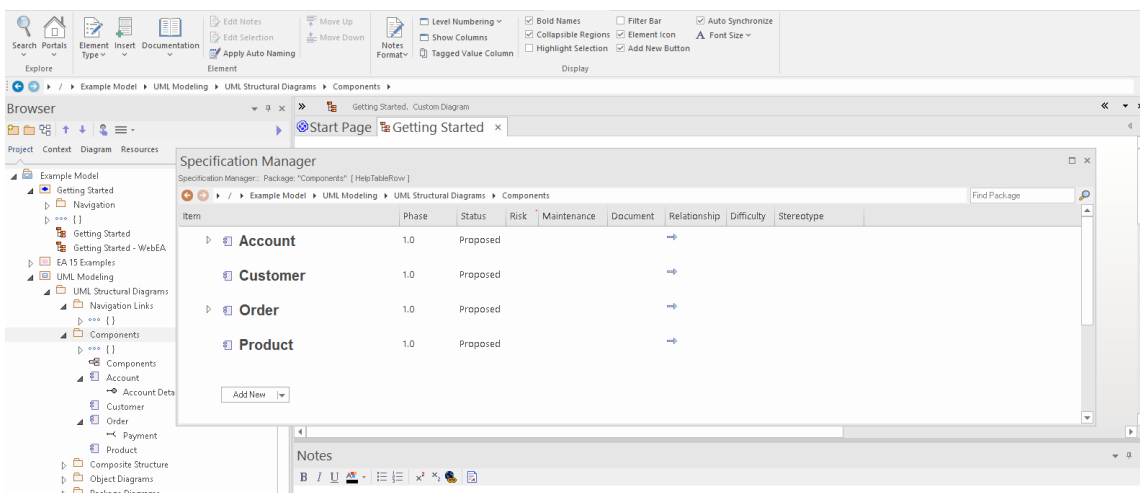 Edit Notes
Move Up
Level Numbering
Bold Names
Filter Bar
Auto Synchronize
Edit Selection
Move Down
Show Columns
Collapsible Regions
Element Icon
A Font Size
Search Portals
Element Type
Insert
Documentation
Apply Auto Naming
Notes Format
Tagged Value Column
Highlight Selection
Add New Button
Explore
Element
Display
/ Example Model UML Modeling UML Structural Diagrams Components
Browser
Getting Started. Custom Diagram
Start Page
Getting Started ×
Project Context Diagram Resources
Example Model
Getting Started
Navigation
{ }
Getting Started
Getting Started - WebEA
EA 15 Examples
UML Modeling
UML Structural Diagrams
Navigation Links
{ }
Components
{ }
Components
Account
Account Deta
Customer
Order
Payment
Product
Composite Structure
Object Diagrams
Package Diagrams
Specification Manager
Specification Manager:: Package: "Components" [ HelpTableRow ]
/ Example Model UML Modeling UML Structural Diagrams Components
Find Package
Item Phase Status Risk Maintenance Document Relationship Difficulty Stereotype
Account 1.0 Proposed
Customer 1.0 Proposed
Order 1.0 Proposed
Product 1.0 Proposed
Add New
Notes
B I U A x² x₂